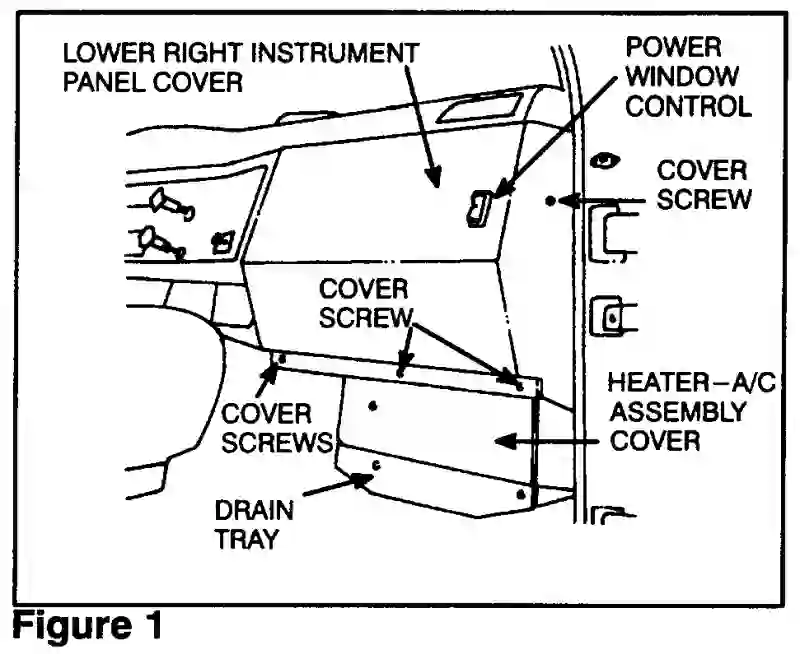 LOWER RIGHT INSTRUMENT
PANEL COVER
POWER
WINDOW
CONTROL
COVER
SCREW
COVER
SCREW
COVER
SCREWS
HEATER-A/C
ASSEMBLY
COVER
DRAIN
TRAY
Figure 1